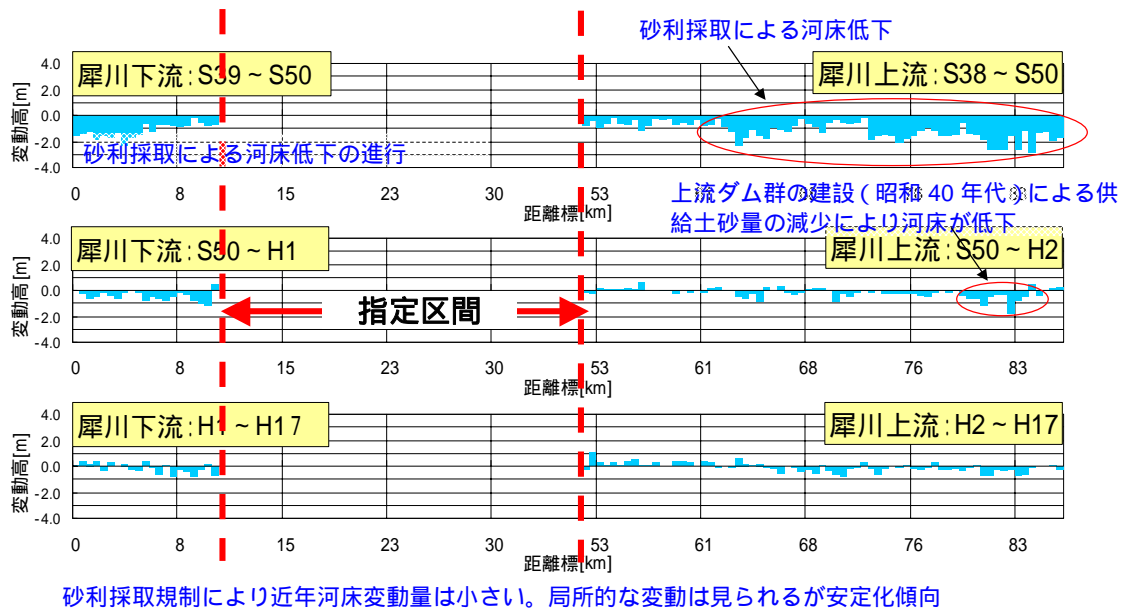 砂利採取による河床低下
犀川下流:S39~S50
犀川上流:S38~S50
変動高[m]
4.0
2.0
0.0
-2.0
-4.0
砂利採取による河床低下の進行
0 8 15 23 30 53 61 68 76 83
距離標[km]
上流ダム群の建設(昭和40年代)による供
給土砂量の減少により河床が低下
犀川下流:S50~H1
犀川上流:S50~H2
変動高[m]
4.0
2.0
0.0
-2.0
-4.0
指定区間
0 8 15 23 30 53 61 68 76 83
距離標[km]
犀川下流:H1~H17
犀川上流:H2~H17
変動高[m]
4.0
2.0
0.0
-2.0
-4.0
0 8 15 23 30 53 61 68 76 83
距離標[km]
砂利採取規制により近年河床変動量は小さい。局所的な変動は見られるが安定化傾向